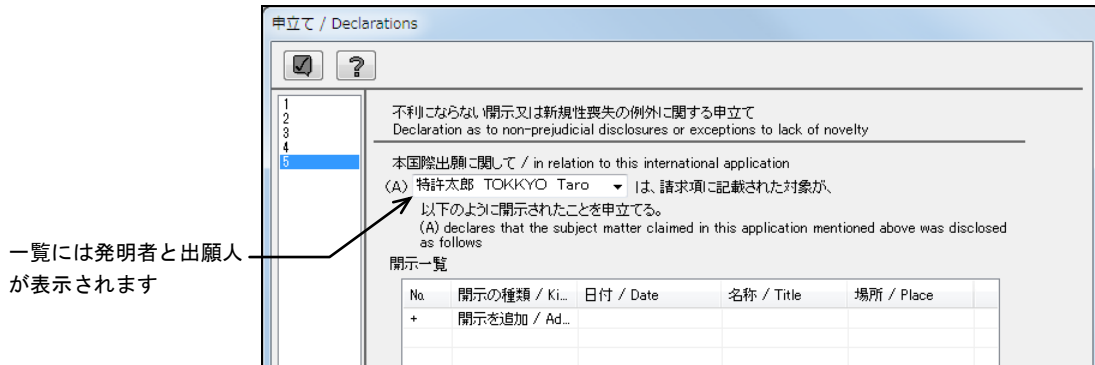 申立て / Declarations
1
2
3
4
5
不利にならない開示又は新規性喪失の例外に関する申立て
Declaration as to non-prejudicial disclosures or exceptions to lack of novelty
本国際出願に関して / in relation to this international application
(A) 特許太郎 TOKKYO Taro は、請求項に記載された対象が、
以下のように開示されたことを申立てる。
(A) declares that the subject matter claimed in this application mentioned above was disclosed
as follows
開示一覧
No. 開示の種類 / Ki... 日付 / Date 名称 / Title 場所 / Place
+ 開示を追加 / Ad...
一覧には発明者と出願人
が表示されます